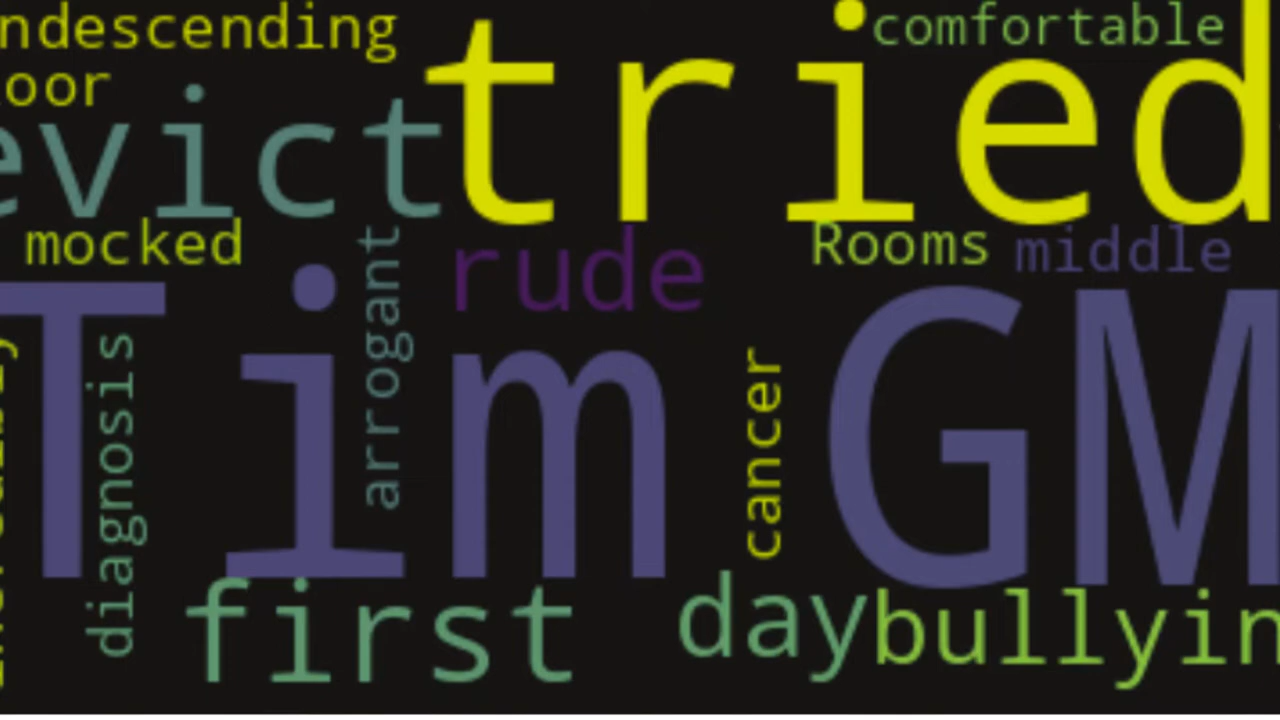 ndescending
comfortable
tried
oor
evict
mocked
arrogant
rude
Rooms
middle
Tim GM
diagnosis
cancer
first day
bullyin